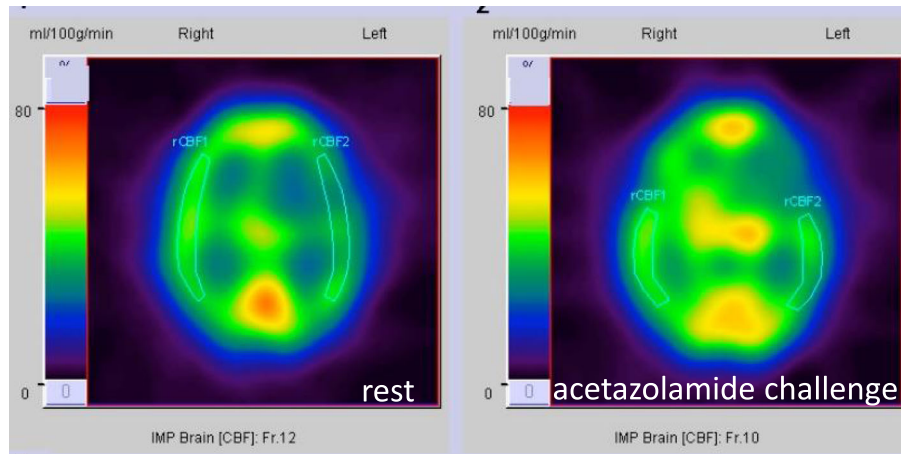 2
ml/100g/min Right Left
80
rCBF1 rCBF2
0 0
rest
IMP Brain [CBF]: Fr.12
ml/100g/min Right Left
80
rCBF1
rCBF2
0 0
acetazolamide challenge
IMP Brain [CBF]: Fr.10